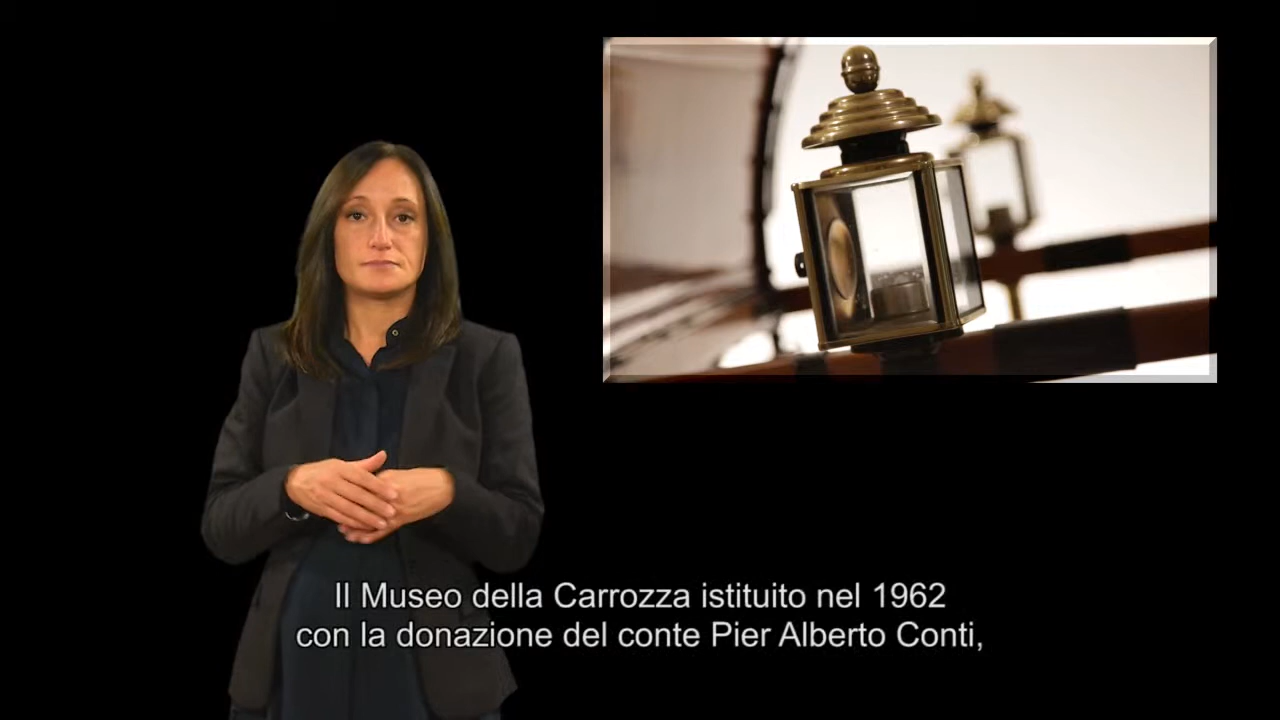 Il Museo della Carrozza istituito nel 1962
con la donazione del conte Pier Alberto Conti,